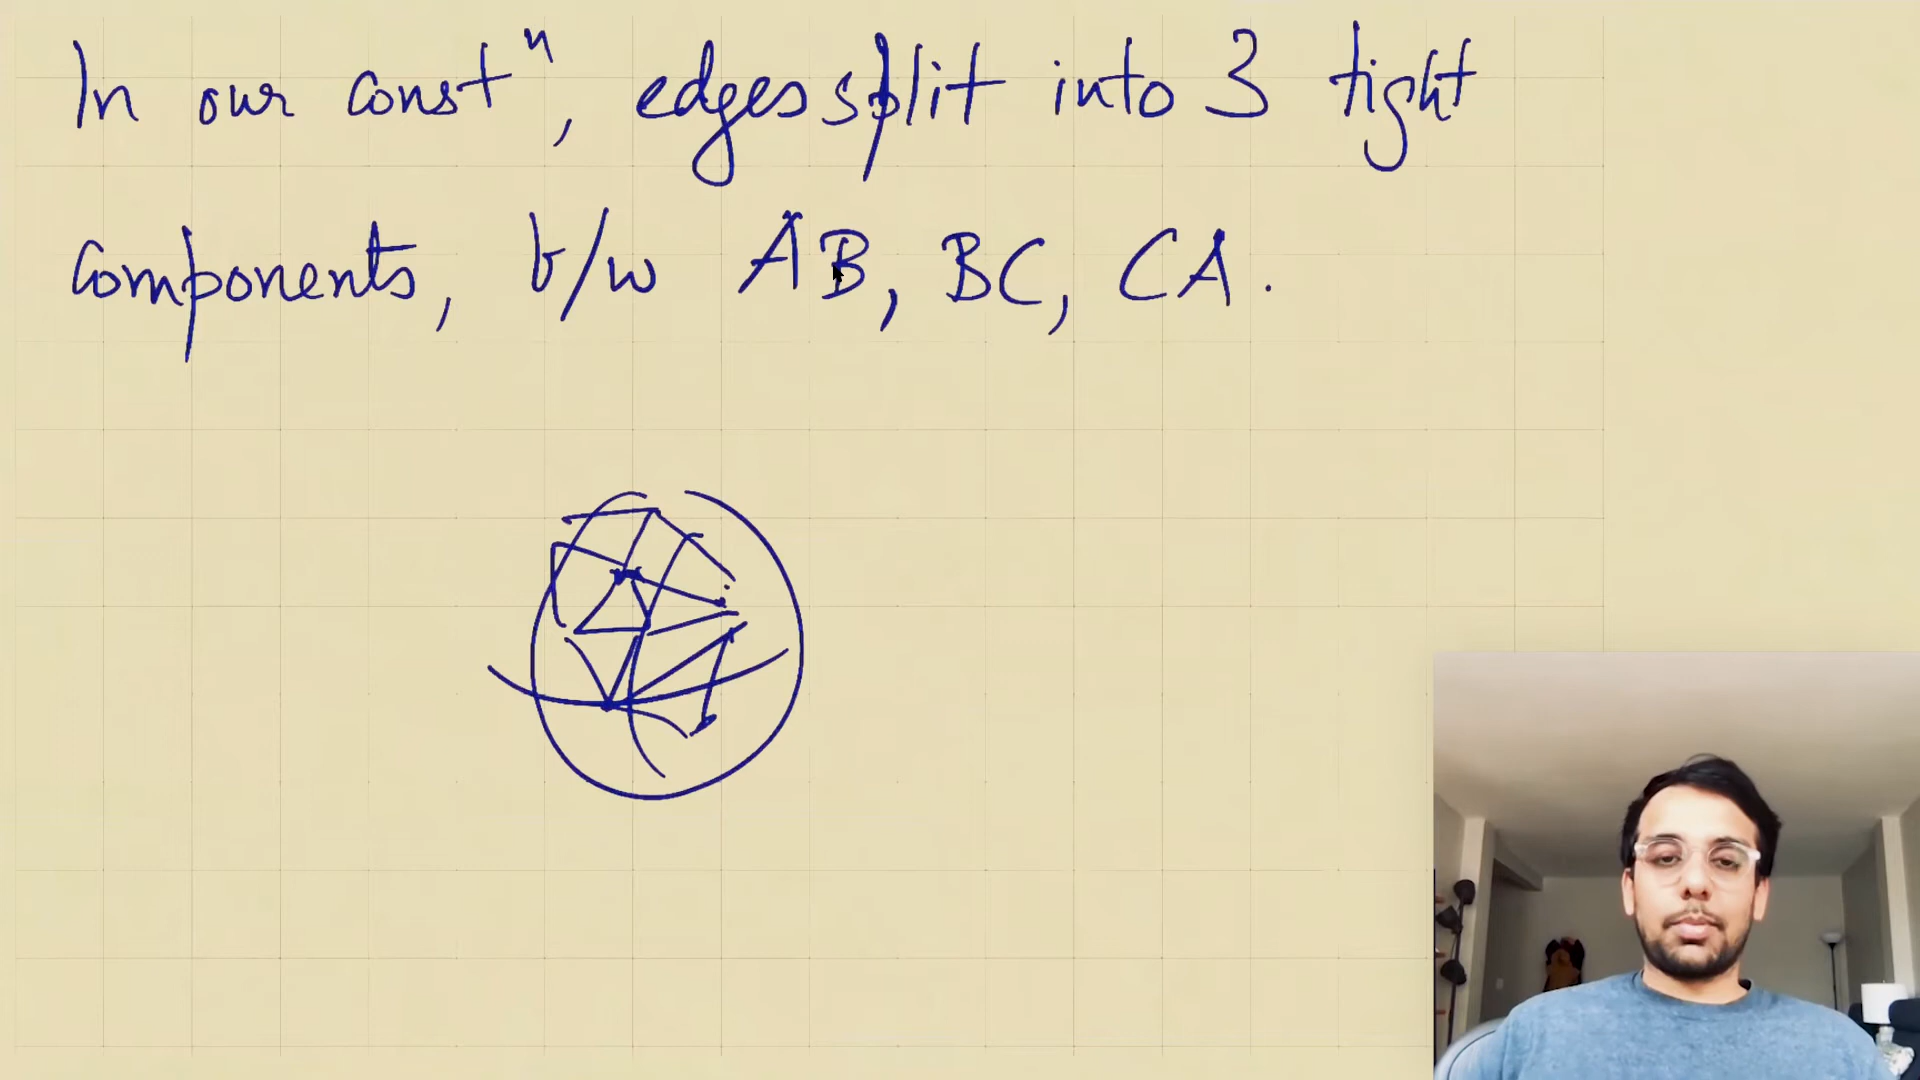 In our constⁿ, edges split into 3 tight
components, b/w AB, BC, CA.